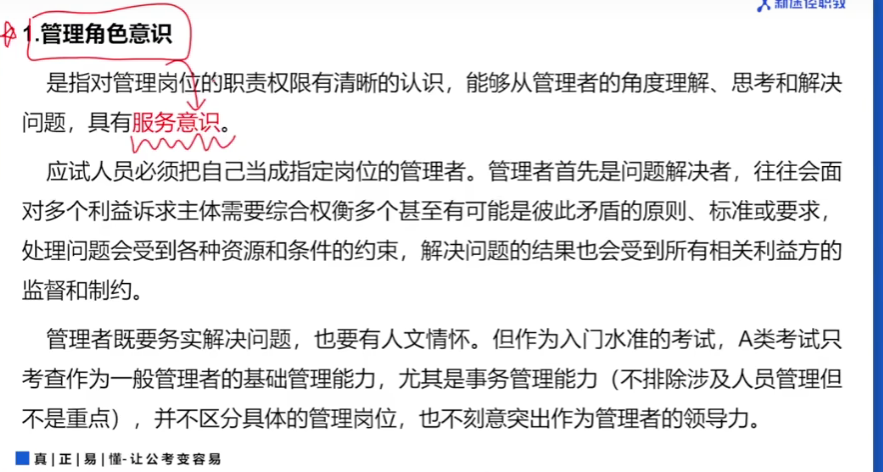 新途径职教
1.管理角色意识
是指对管理岗位的职责权限有清晰的认识，能够从管理者的角度理解、思考和解决
问题，具有服务意识。
应试人员必须把自己当成指定岗位的管理者。管理者首先是问题解决者，往往会面
对多个利益诉求主体需要综合权衡多个甚至有可能是彼此矛盾的原则、标准或要求，
处理问题会受到各种资源和条件的约束，解决问题的结果也会受到所有相关利益方的
监督和制约。
管理者既要务实解决问题，也要有人文情怀。但作为入门水准的考试，A类考试只
考查作为一般管理者的基础管理能力，尤其是事务管理能力（不排除涉及人员管理但
不是重点），并不区分具体的管理岗位，也不刻意突出作为管理者的领导力。
真|正|易|懂-让公考变容易